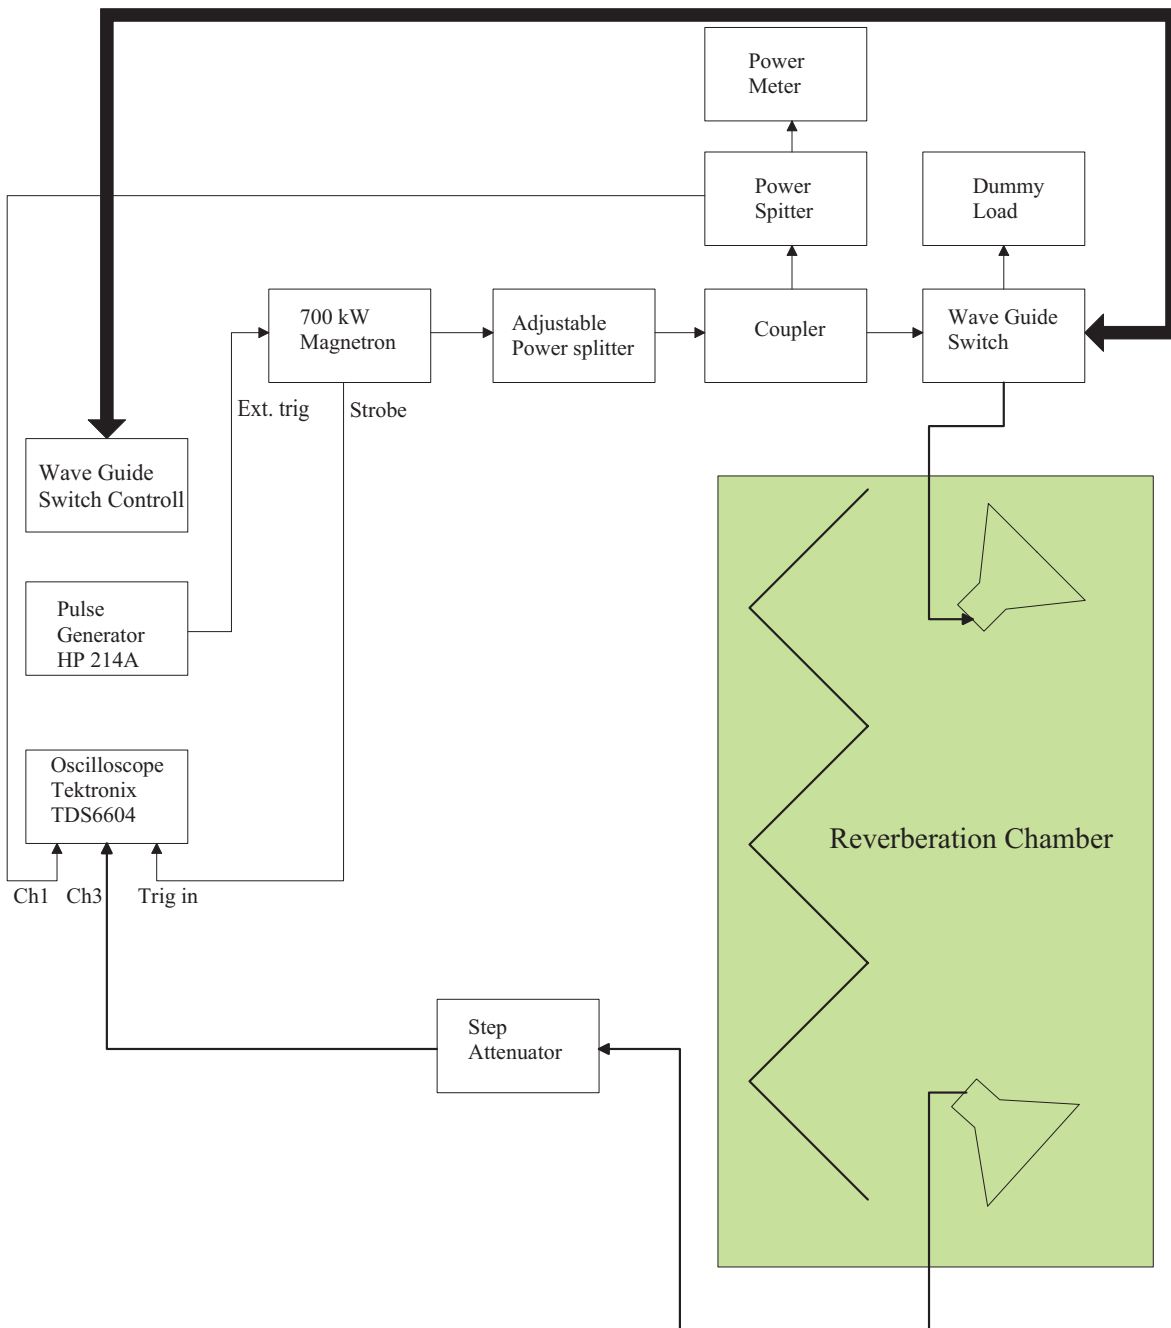 Power
Meter
Power
Spitter
Dummy
Load
700 kW
Magnetron
Adjustable
Power splitter
Coupler
Wave Guide
Switch
Ext. trig
Strobe
Wave Guide
Switch Controll
Pulse
Generator
HP 214A
Oscilloscope
Tektronix
TDS6604
Reverberation Chamber
Ch1
Ch3
Trig in
Step
Attenuator